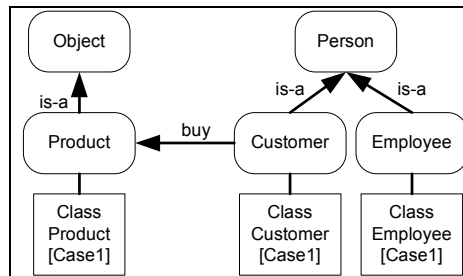 Object
Person
is-a
is-a
is-a
Product
buy
Customer
Employee
Class
Product
[Case1]
Class
Customer
[Case1]
Class
Employee
[Case1]